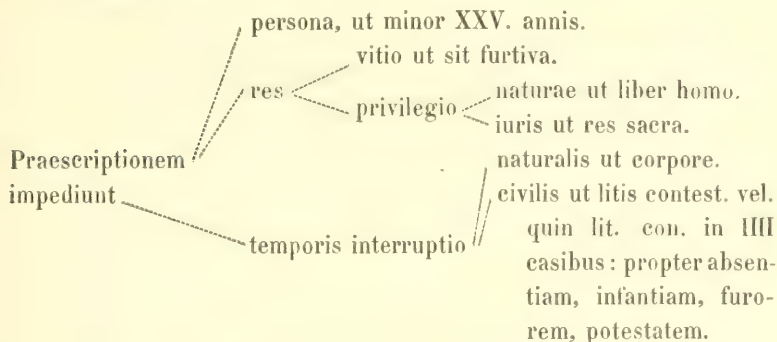 persona, ut minor XXV. annis.
vitio ut sit furtiva.
res
privilegio
naturae ut liber homo.
iuris ut res sacra.
Praescriptionem
impediunt
naturalis ut corpore.
civilis ut litis contest. vel.
temporis interruptio
quin lit. con. in IIII
casibus: propter absen-
tiam, infantiam, furo-
rem, potestatem.